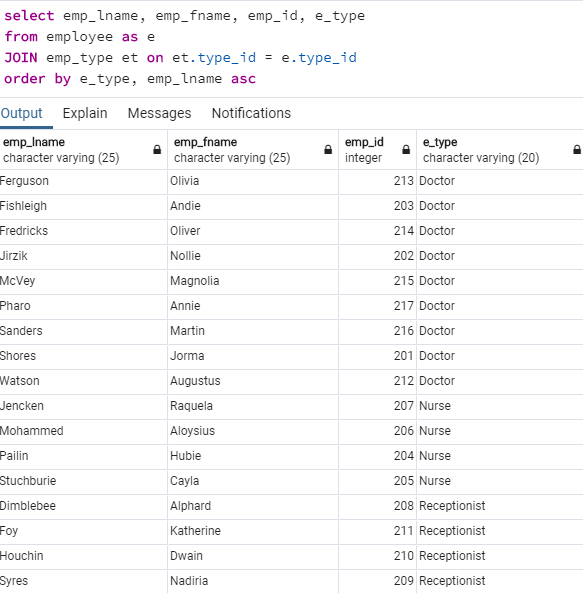 select emp_lname, emp_fname, emp_id, e_type
from employee as e
JOIN emp_type et on et.type_id = e.type_id
order by e_type, emp_lname asc
Output Explain Messages Notifications
emp_lname emp_fname emp_id e_type
character varying (25) character varying (25) integer character varying (20)
Ferguson Olivia 213 Doctor
Fishleigh Andie 203 Doctor
Fredricks Oliver 214 Doctor
Jirzik Nollie 202 Doctor
McVey Magnolia 215 Doctor
Pharo Annie 217 Doctor
Sanders Martin 216 Doctor
Shores Jorma 201 Doctor
Watson Augustus 212 Doctor
Jencken Raquela 207 Nurse
Mohammed Aloysius 206 Nurse
Pailin Hubie 204 Nurse
Stuchburie Cayla 205 Nurse
Dimblebee Alphard 208 Receptionist
Foy Katherine 211 Receptionist
Houchin Dwain 210 Receptionist
Syres Nadiria 209 Receptionist